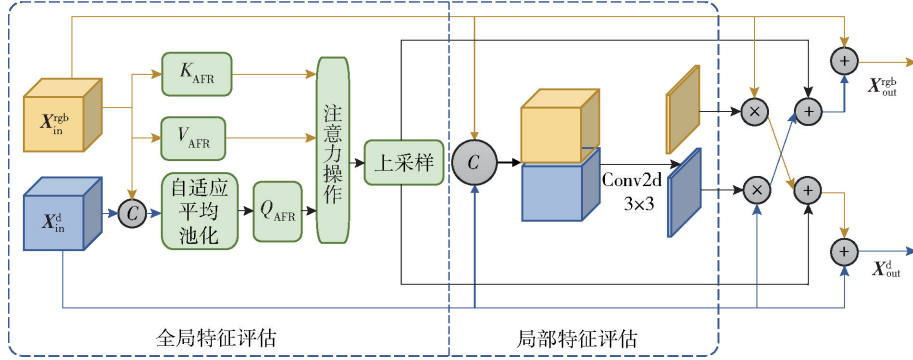 X_in^rgb
X_in^d
K_AFR
V_AFR
C
自适应
平均
池化
Q_AFR
注意力操作
上采样
C
Conv2d
3×3
×
×
+
+
+
+
X_out^rgb
X_out^d
全局特征评估
局部特征评估